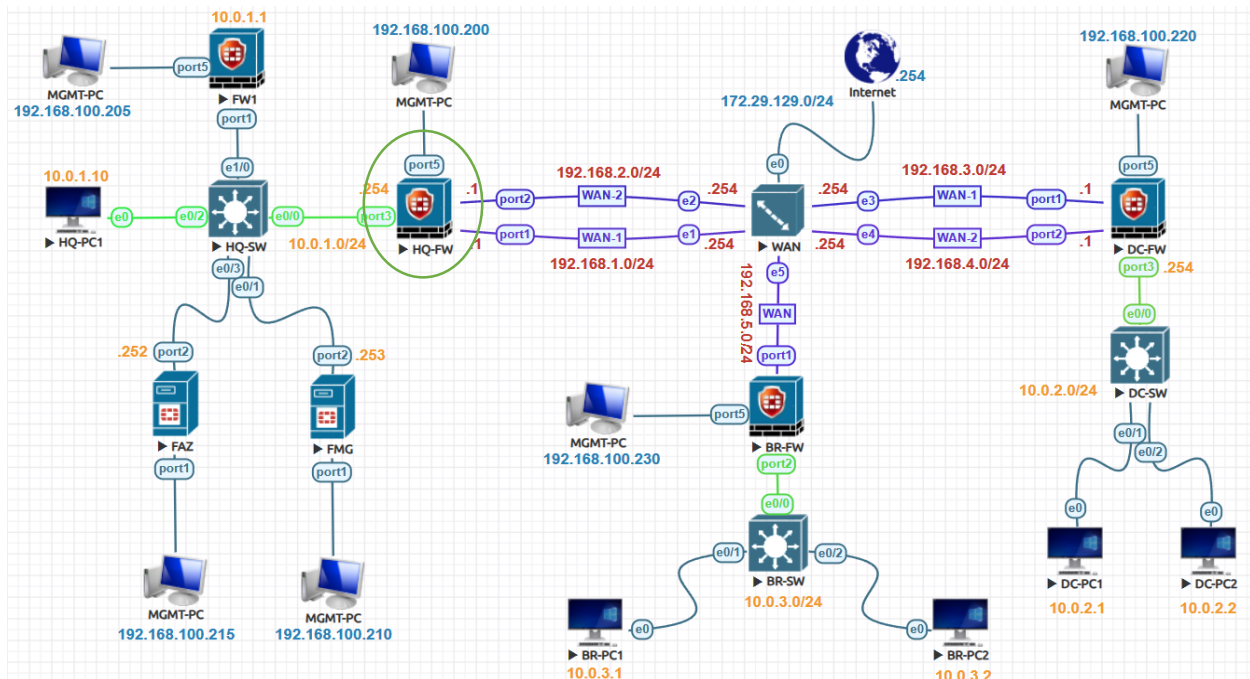 10.0.1.1
192.168.100.200
192.168.100.220
.254
port5
MGMT-PC
FW1
192.168.100.205
MGMT-PC
Internet
MGMT-PC
port1
172.29.129.0/24
port5
e0
port5
e1/0
10.0.1.10
192.168.2.0/24
192.168.3.0/24
.254
.1
port2
WAN-2
e2
.254
.254
e3
WAN-1
port1
.1
e0
e0/2
e0/0
port3
HQ-PC1
HQ-SW
10.0.1.0/24
HQ-FW
.1
port1
WAN-1
e1
.254
WAN
.254
e4
WAN-2
port2
.1
DC-FW
192.168.1.0/24
192.168.4.0/24
e0/3
e0/1
e5
192.168.5.0/24
WAN
port1
port3
.254
e0/0
.252
port2
port2
.253
10.0.2.0/24
DC-SW
FAZ
FMG
MGMT-PC
port5
BR-FW
192.168.100.230
e0/1
e0/2
port1
port1
port2
e0/0
e0
e0
e0/1
e0/2
BR-SW
DC-PC1
DC-PC2
10.0.3.0/24
10.0.2.1
10.0.2.2
MGMT-PC
MGMT-PC
192.168.100.215
192.168.100.210
e0
e0
BR-PC1
BR-PC2
10.0.3.1
10.0.3.2